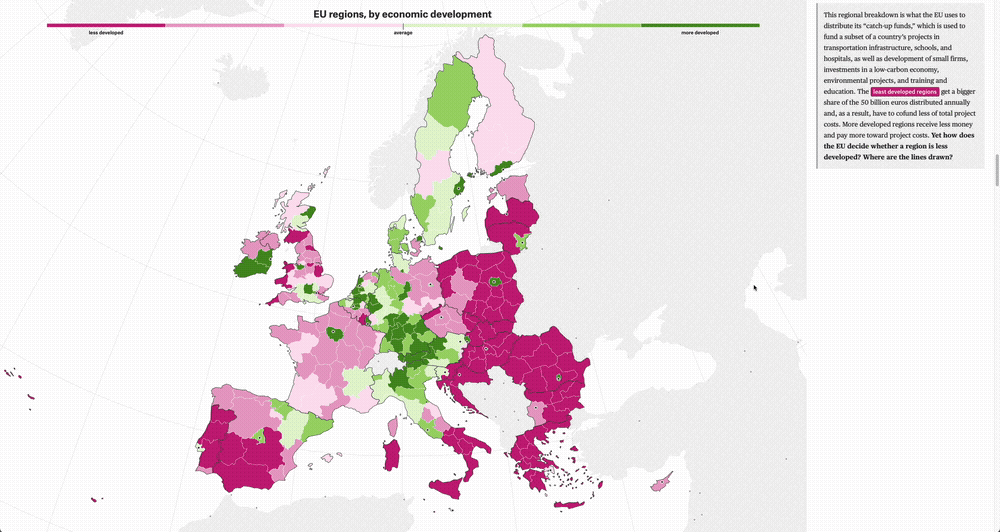 EU regions, by economic development
less developed
average
more developed
This regional breakdown is what the EU uses to
distribute its “catch-up funds,” which is used to
fund a subset of a country’s projects in
transportation infrastructure, schools, and
hospitals, as well as development of small firms,
investments in a low-carbon economy,
environmental projects, and training and
education. The least developed regions get a bigger
share of the 50 billion euros distributed annually
and, as a result, have to cofund less of total project
costs. More developed regions receive less money
and pay more toward project costs. Yet how does
the EU decide whether a region is less
developed? Where are the lines drawn?